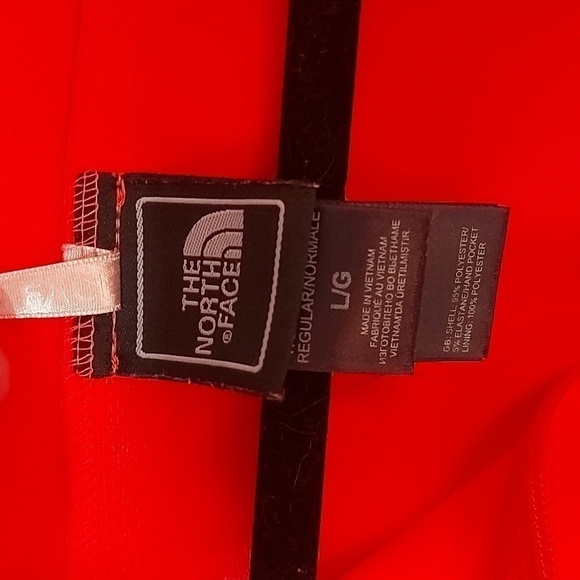 THE
NORTH
FACE
®
REGULAR/NORMALE
L/G
MADE IN VIETNAM
FABRIQUÉ AU VIETNAM
ИЗГОТОВЛЕНО ВО ВЬЕТНАМЕ
VIETNAM'DA ÜRETILMIŞTIR.
GB: SHELL: 95% POLYESTER/
5% ELASTANE/HAND POCKET
LINING: 100% POLYESTER